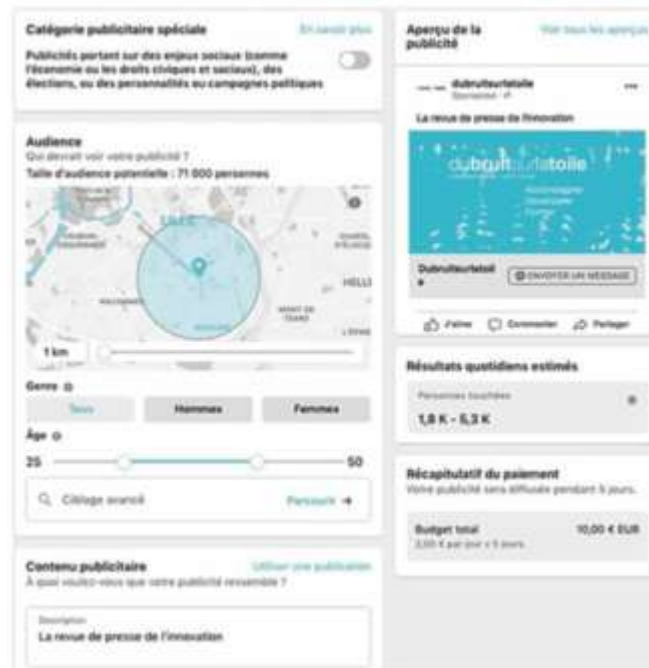 Catégorie publicitaire spéciale
En savoir plus
Publicités portant sur des enjeux sociaux (comme
l'économie ou les droits civiques et sociaux), des
élections, ou des personnalités ou campagnes politiques
Audience
Qui devrait voir votre publicité ?
Taille d'audience potentielle : 71 000 personnes
LILLE
1 km
Genre
Tous
Hommes
Femmes
Âge
25
50
Ciblage avancé
Parcourir →
Contenu publicitaire
Utiliser une publication
À quoi voulez-vous que votre publicité ressemble ?
Description
La revue de presse de l'innovation
Aperçu de la
publicité
Voir tous les aperçus
dubruitsurlatoile
Sponsorisé
La revue de presse de l'innovation
dubruitsurlatoile
Dubruitsurlatoil
e
ENVOYER UN MESSAGE
J'aime
Commenter
Partager
Résultats quotidiens estimés
Personnes touchées
1,8 K - 5,3 K
Récapitulatif du paiement
Votre publicité sera diffusée pendant 5 jours.
Budget total
10,00 € EUR
2,00 € par jour x 5 jours